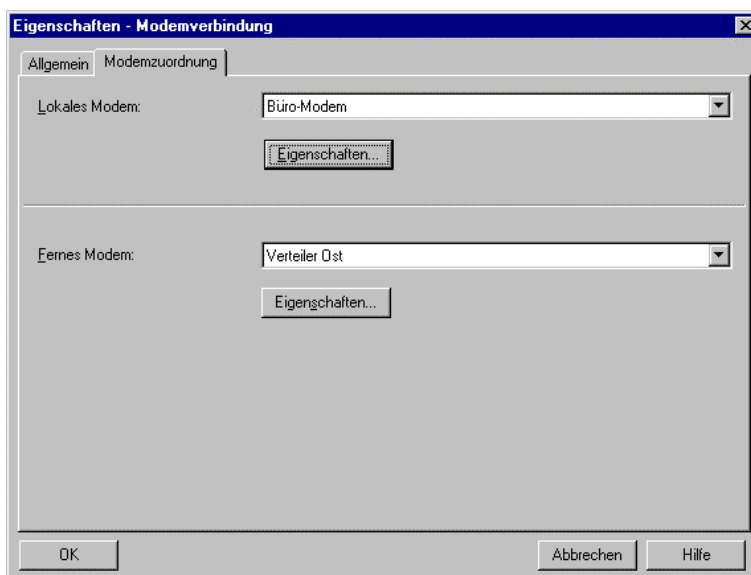 Eigenschaften - Modemverbindung
Allgemein Modemzuordnung
Lokales Modem: Büro-Modem
Eigenschaften...
Fernes Modem: Verteiler Ost
Eigenschaften...
OK Abbrechen Hilfe